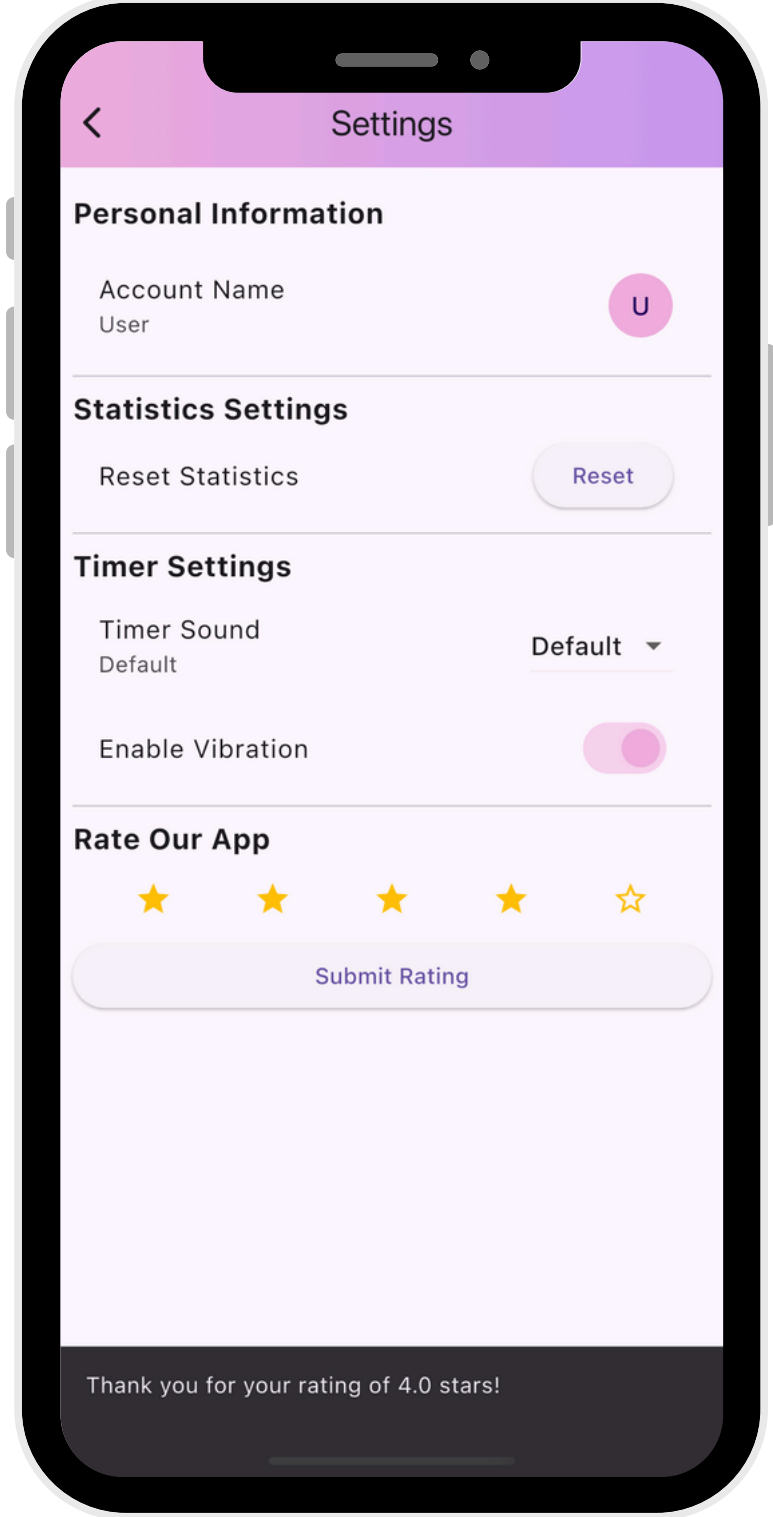 Settings
Personal Information
Account Name
User
U
Statistics Settings
Reset Statistics
Reset
Timer Settings
Timer Sound
Default
Default
Enable Vibration
Rate Our App
Submit Rating
Thank you for your rating of 4.0 stars!